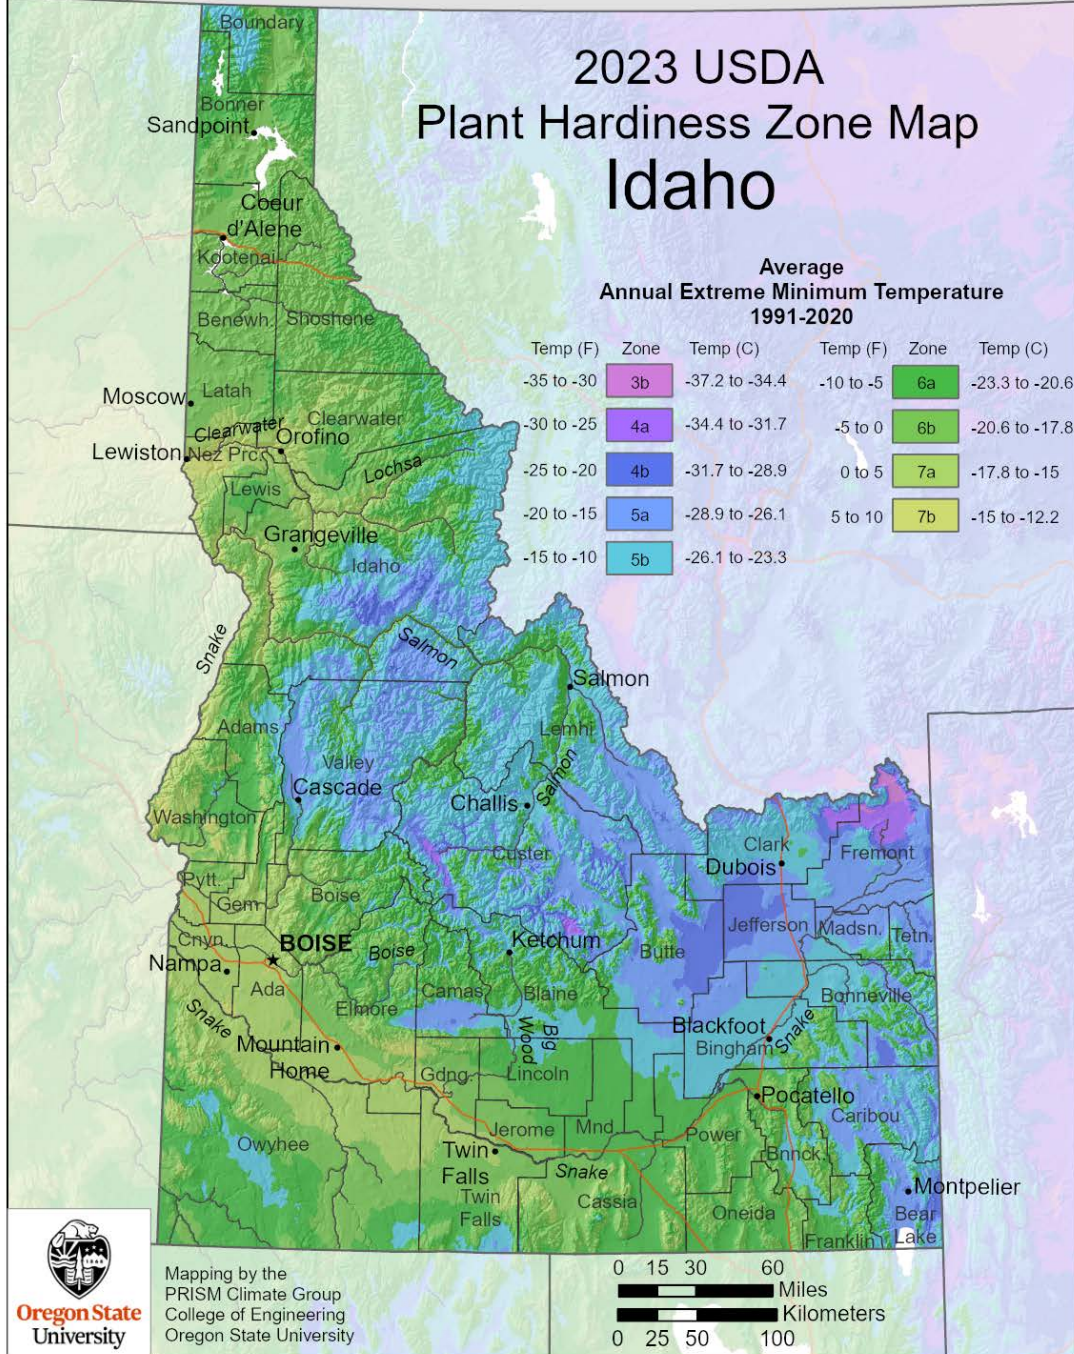 2023 USDA
Plant Hardiness Zone Map
Idaho
Average
Annual Extreme Minimum Temperature
1991-2020
Temp (F) Zone Temp (C) Temp (F) Zone Temp (C)
-35 to -30 3b -37.2 to -34.4 -10 to -5 6a -23.3 to -20.6
-30 to -25 4a -34.4 to -31.7 -5 to 0 6b -20.6 to -17.8
-25 to -20 4b -31.7 to -28.9 0 to 5 7a -17.8 to -15
-20 to -15 5a -28.9 to -26.1 5 to 10 7b -15 to -12.2
-15 to -10 5b -26.1 to -23.3
Boundary
Bonner
Sandpoint
Coeur
d'Alene
Kootenai
Benewh.
Shoshone
Moscow
Latah
Clearwater
Clearwater
Orofino
Lewiston
Nez Prc.
Lochsa
Lewis
Grangeville
Idaho
Snake
Salmon
Salmon
Adams
Lemhi
Valley
Cascade
Challis
Salmon
Washington
Custer
Clark
Dubois
Fremont
Pytt.
Gem
Boise
Jefferson
Madsn.
Tetn.
Cnyn.
BOISE
Boise
Ketchum
Butte
Nampa
Ada
Elmore
Camas
Blaine
Bonneville
Snake
Big
Wood
Blackfoot
Bingham
Snake
Mountain
Home
Gdng.
Lincoln
Pocatello
Caribou
Owyhee
Jerome
Mnd
Power
Bnnck.
Twin
Falls
Snake
Twin
Falls
Cassia
Oneida
Montpelier
Bear
Lake
Franklin
1868
Oregon State
University
Mapping by the
PRISM Climate Group
College of Engineering
Oregon State University
0 15 30 60
Miles
Kilometers
0 25 50 100